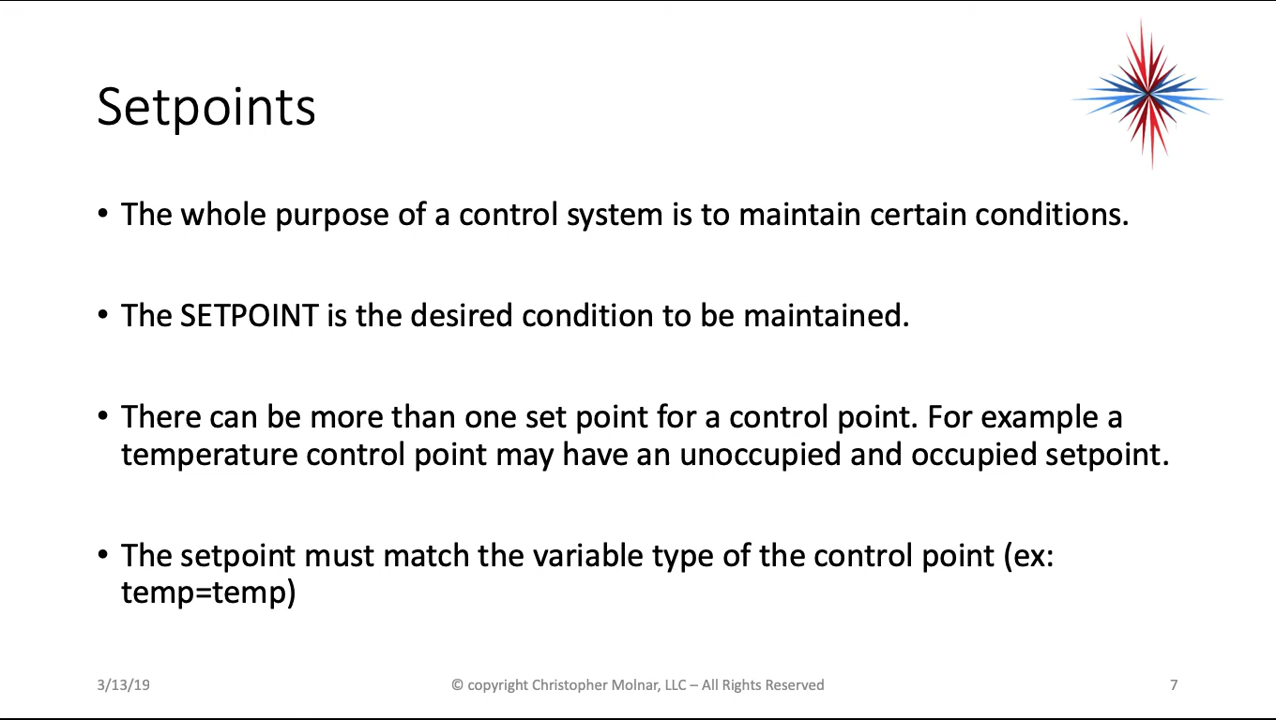 Setpoints
• The whole purpose of a control system is to maintain certain conditions.
• The SETPOINT is the desired condition to be maintained.
• There can be more than one set point for a control point. For example a
temperature control point may have an unoccupied and occupied setpoint.
• The setpoint must match the variable type of the control point (ex:
temp=temp)
3/13/19
© copyright Christopher Molnar, LLC – All Rights Reserved
7